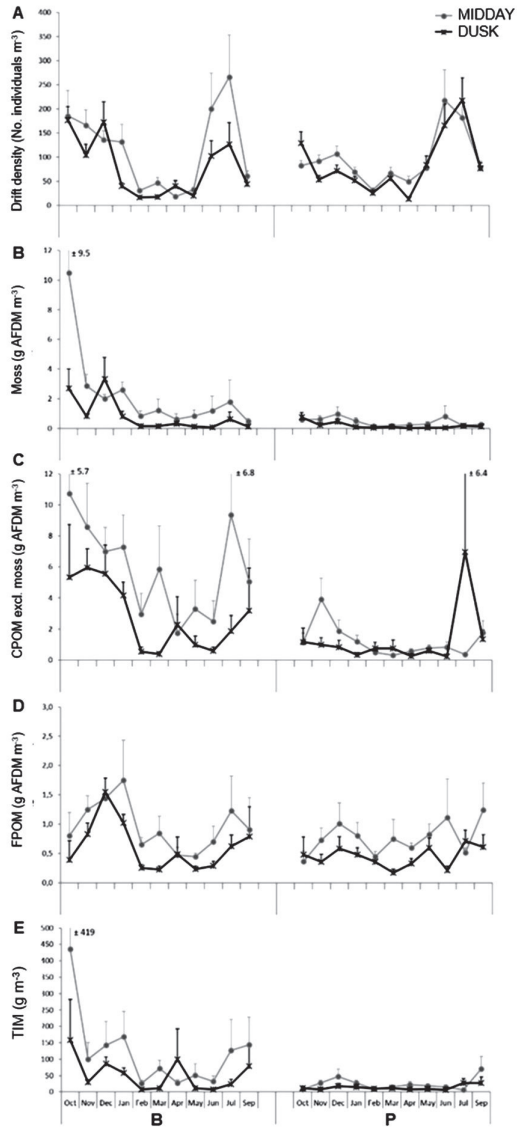 A
MIDDAY
DUSK
Drift density (No. individuals m-3)
400
350
300
250
200
150
100
50
0
B
± 9.5
Moss (g AFDM m-3)
12
10
8
6
4
2
0
C
± 5.7
± 6.8
± 6.4
CPOM excl. moss (g AFDM m-3)
12
10
8
6
4
2
0
D
FPOM (g AFDM m-3)
3,0
2,5
2,0
1,5
1,0
0,5
0,0
E
± 419
TIM (g m-3)
500
450
400
350
300
250
200
150
100
50
0
Oct Nov Dec Jan Feb Mar Apr May Jun Jul Sep
Oct Nov Dec Jan Feb Mar Apr May Jun Jul Sep
B
P